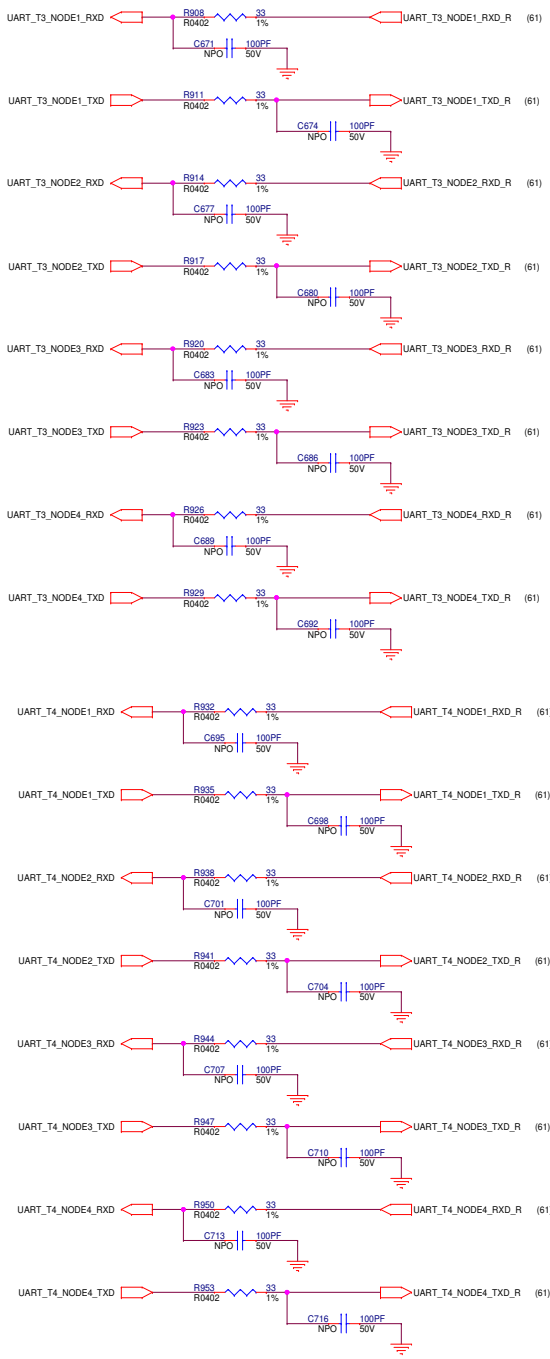 UART_T3_NODE1_RXD R908 33 UART_T3_NODE1_RXD_R (61)
R0402 1%
C671 100PF
NPO 50V
UART_T3_NODE1_TXD R911 33 UART_T3_NODE1_TXD_R (61)
R0402 1%
C674 100PF
NPO 50V
UART_T3_NODE2_RXD R914 33 UART_T3_NODE2_RXD_R (61)
R0402 1%
C677 100PF
NPO 50V
UART_T3_NODE2_TXD R917 33 UART_T3_NODE2_TXD_R (61)
R0402 1%
C680 100PF
NPO 50V
UART_T3_NODE3_RXD R920 33 UART_T3_NODE3_RXD_R (61)
R0402 1%
C683 100PF
NPO 50V
UART_T3_NODE3_TXD R923 33 UART_T3_NODE3_TXD_R (61)
R0402 1%
C686 100PF
NPO 50V
UART_T3_NODE4_RXD R926 33 UART_T3_NODE4_RXD_R (61)
R0402 1%
C689 100PF
NPO 50V
UART_T3_NODE4_TXD R929 33 UART_T3_NODE4_TXD_R (61)
R0402 1%
C692 100PF
NPO 50V
UART_T4_NODE1_RXD R932 33 UART_T4_NODE1_RXD_R (61)
R0402 1%
C695 100PF
NPO 50V
UART_T4_NODE1_TXD R935 33 UART_T4_NODE1_TXD_R (61)
R0402 1%
C698 100PF
NPO 50V
UART_T4_NODE2_RXD R938 33 UART_T4_NODE2_RXD_R (61)
R0402 1%
C701 100PF
NPO 50V
UART_T4_NODE2_TXD R941 33 UART_T4_NODE2_TXD_R (61)
R0402 1%
C704 100PF
NPO 50V
UART_T4_NODE3_RXD R944 33 UART_T4_NODE3_RXD_R (61)
R0402 1%
C707 100PF
NPO 50V
UART_T4_NODE3_TXD R947 33 UART_T4_NODE3_TXD_R (61)
R0402 1%
C710 100PF
NPO 50V
UART_T4_NODE4_RXD R950 33 UART_T4_NODE4_RXD_R (61)
R0402 1%
C713 100PF
NPO 50V
UART_T4_NODE4_TXD R953 33 UART_T4_NODE4_TXD_R (61)
R0402 1%
C716 100PF
NPO 50V